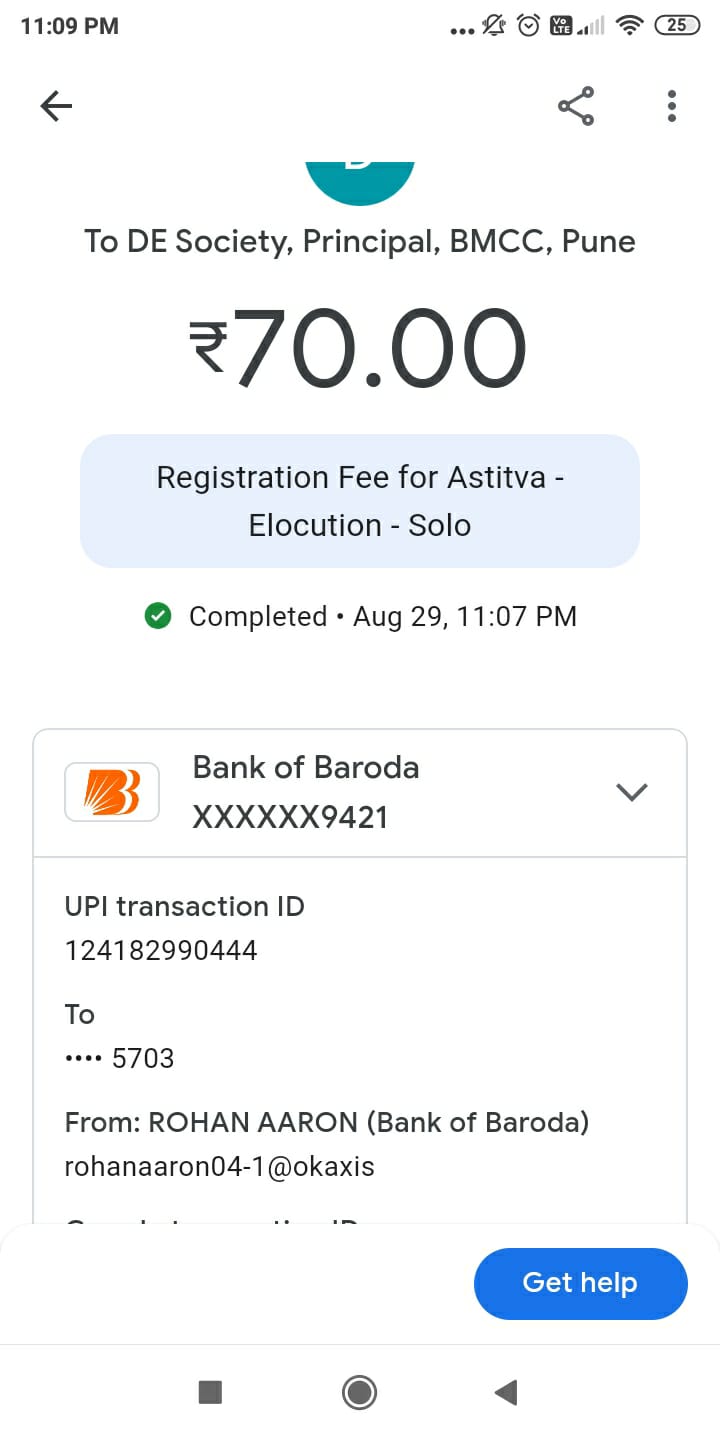 11:09 PM
Vo
LTE
25
To DE Society, Principal, BMCC, Pune
₹70.00
Registration Fee for Astitva -
Elocution - Solo
Completed • Aug 29, 11:07 PM
Bank of Baroda
XXXXXX9421
UPI transaction ID
124182990444
To
•••• 5703
From: ROHAN AARON (Bank of Baroda)
rohanaaron04-1@okaxis
Get help